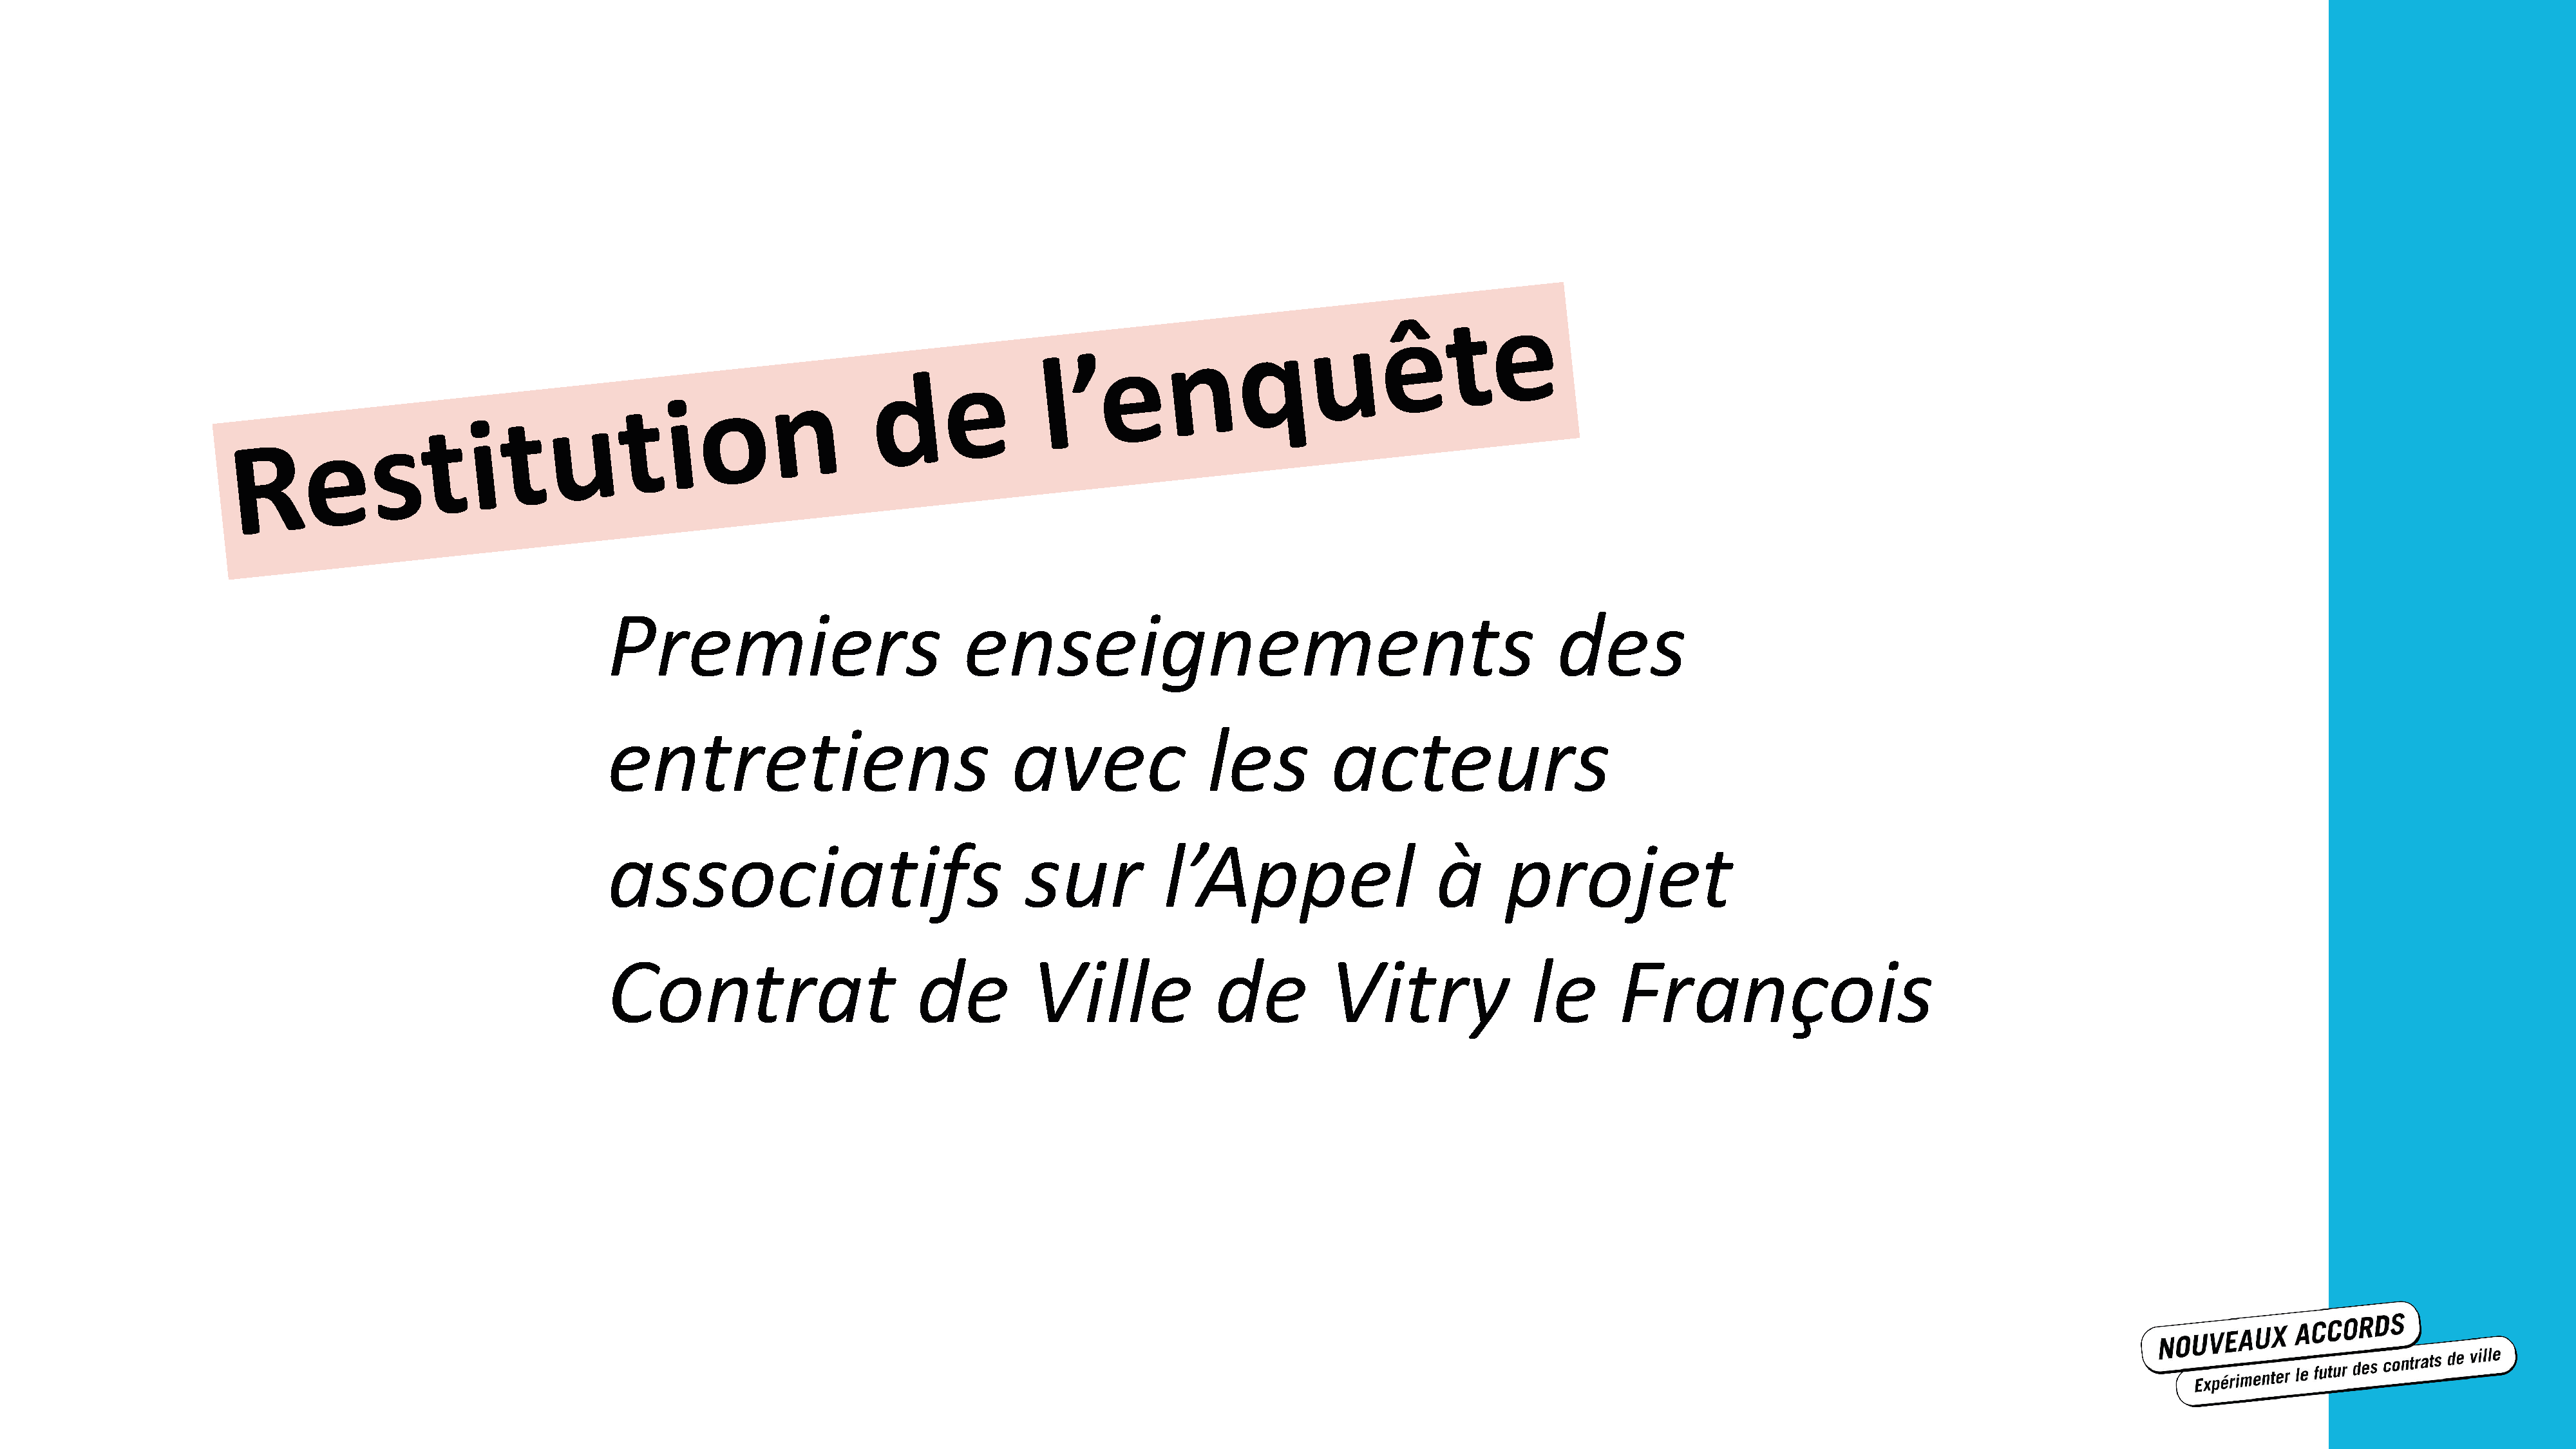 Restitution de l’enquête
Premiers enseignements des
entretiens avec les acteurs
associatifs sur l’Appel à projet
Contrat de Ville de Vitry le François
NOUVEAUX ACCORDS
Expérimenter le futur des contrats de ville